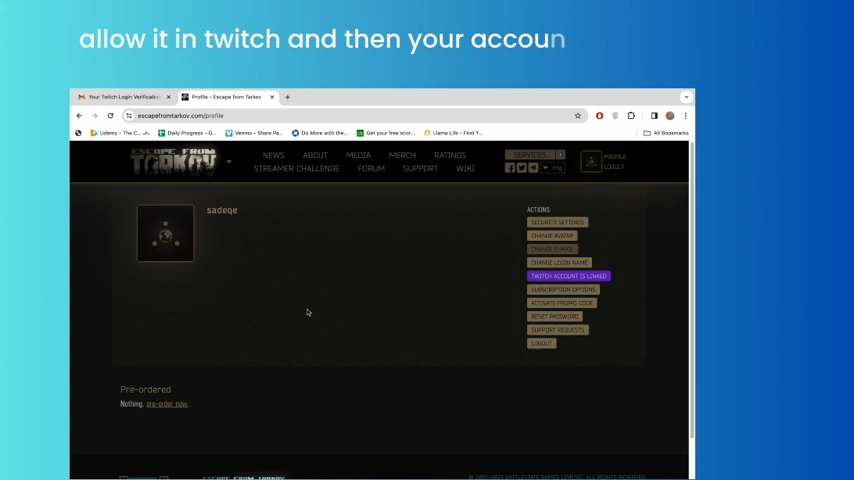 allow it in twitch and then your accoun
Your Twitch Login Verification
Profile - Escape from Tarkov
escapefromtarkov.com/profile
Udemy - The C...
Daily Progress - G...
Venmo - Share Pa...
Do More with the...
Get your free scor...
Llama Life - Find Y...
All Bookmarks
ESCAPE FROM
TARKOV
NEWS ABOUT MEDIA MERCH RATINGS
STREAMER CHALLENGE FORUM SUPPORT WIKI
SERVICES
PROFILE
LOGOUT
sadeqe
ACTIONS:
SECURITY SETTINGS
CHANGE AVATAR
CHANGE E-MAIL
CHANGE LOGIN NAME
TWITCH ACCOUNT IS LINKED
SUBSCRIPTION OPTIONS
ACTIVATE PROMO CODE
RESET PASSWORD
SUPPORT REQUESTS
LOGOUT
Pre-ordered
Nothing, pre-order now.
ESCAPE FROM TARKOV